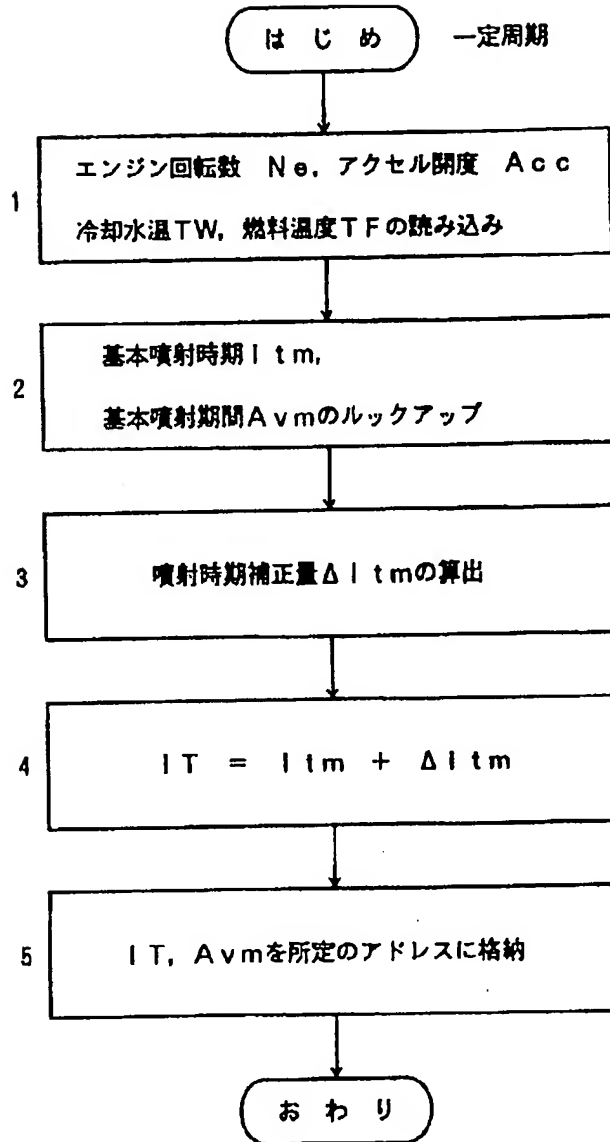 はじめ 一定周期
1
エンジン回転数 Ne,アクセル開度 Acc
冷却水温TW,燃料温度TFの読み込み
2
基本噴射時期Itm,
基本噴射期間Avmのルックアップ
3
噴射時期補正量ΔItmの算出
4
IT = Itm + ΔItm
5
IT,Avmを所定のアドレスに格納
おわり